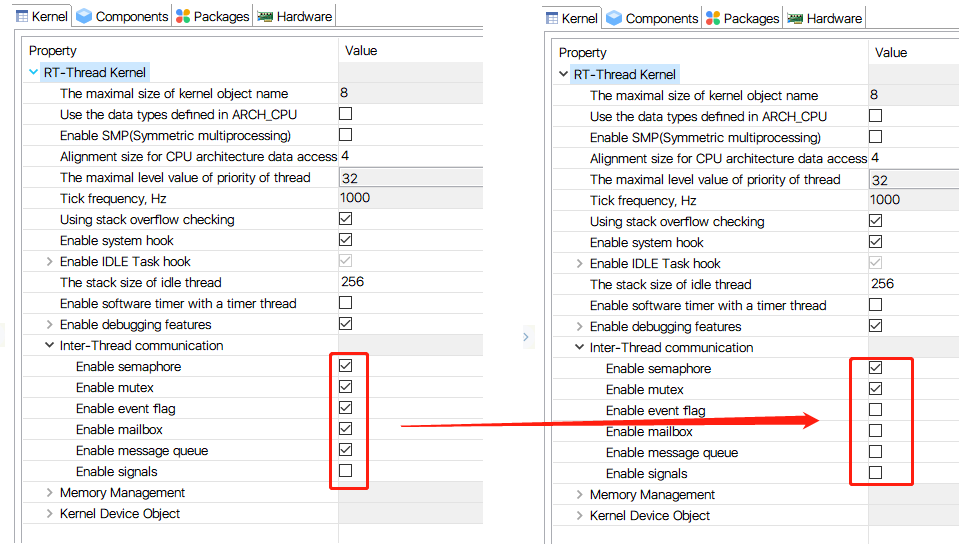 Kernel Components Packages Hardware
Property Value
RT-Thread Kernel
The maximal size of kernel object name 8
Use the data types defined in ARCH_CPU
Enable SMP(Symmetric multiprocessing)
Alignment size for CPU architecture data access 4
The maximal level value of priority of thread 32
Tick frequency, Hz 1000
Using stack overflow checking
Enable system hook
Enable IDLE Task hook
The stack size of idle thread 256
Enable software timer with a timer thread
Enable debugging features
Inter-Thread communication
Enable semaphore
Enable mutex
Enable event flag
Enable mailbox
Enable message queue
Enable signals
Memory Management
Kernel Device Object
Kernel Components Packages Hardware
Property Value
RT-Thread Kernel
The maximal size of kernel object name 8
Use the data types defined in ARCH_CPU
Enable SMP(Symmetric multiprocessing)
Alignment size for CPU architecture data access 4
The maximal level value of priority of thread 32
Tick frequency, Hz 1000
Using stack overflow checking
Enable system hook
Enable IDLE Task hook
The stack size of idle thread 256
Enable software timer with a timer thread
Enable debugging features
Inter-Thread communication
Enable semaphore
Enable mutex
Enable event flag
Enable mailbox
Enable message queue
Enable signals
Memory Management
Kernel Device Object